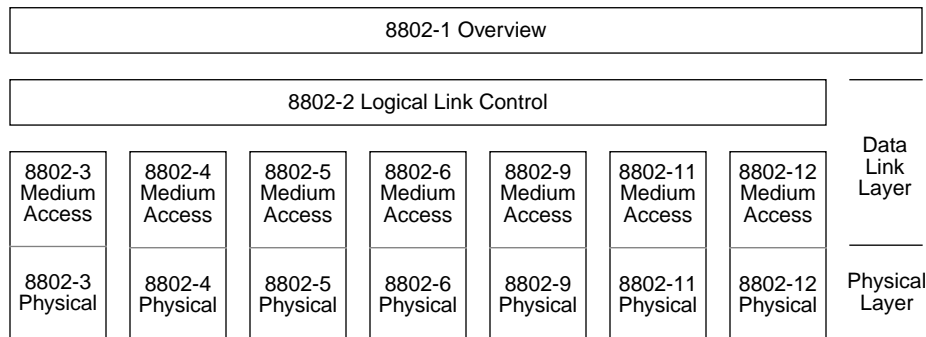 8802-1 Overview
8802-2 Logical Link Control
8802-3
Medium
Access
8802-4
Medium
Access
8802-5
Medium
Access
8802-6
Medium
Access
8802-9
Medium
Access
8802-11
Medium
Access
8802-12
Medium
Access
Data
Link
Layer
8802-3
Physical
8802-4
Physical
8802-5
Physical
8802-6
Physical
8802-9
Physical
8802-11
Physical
8802-12
Physical
Physical
Layer